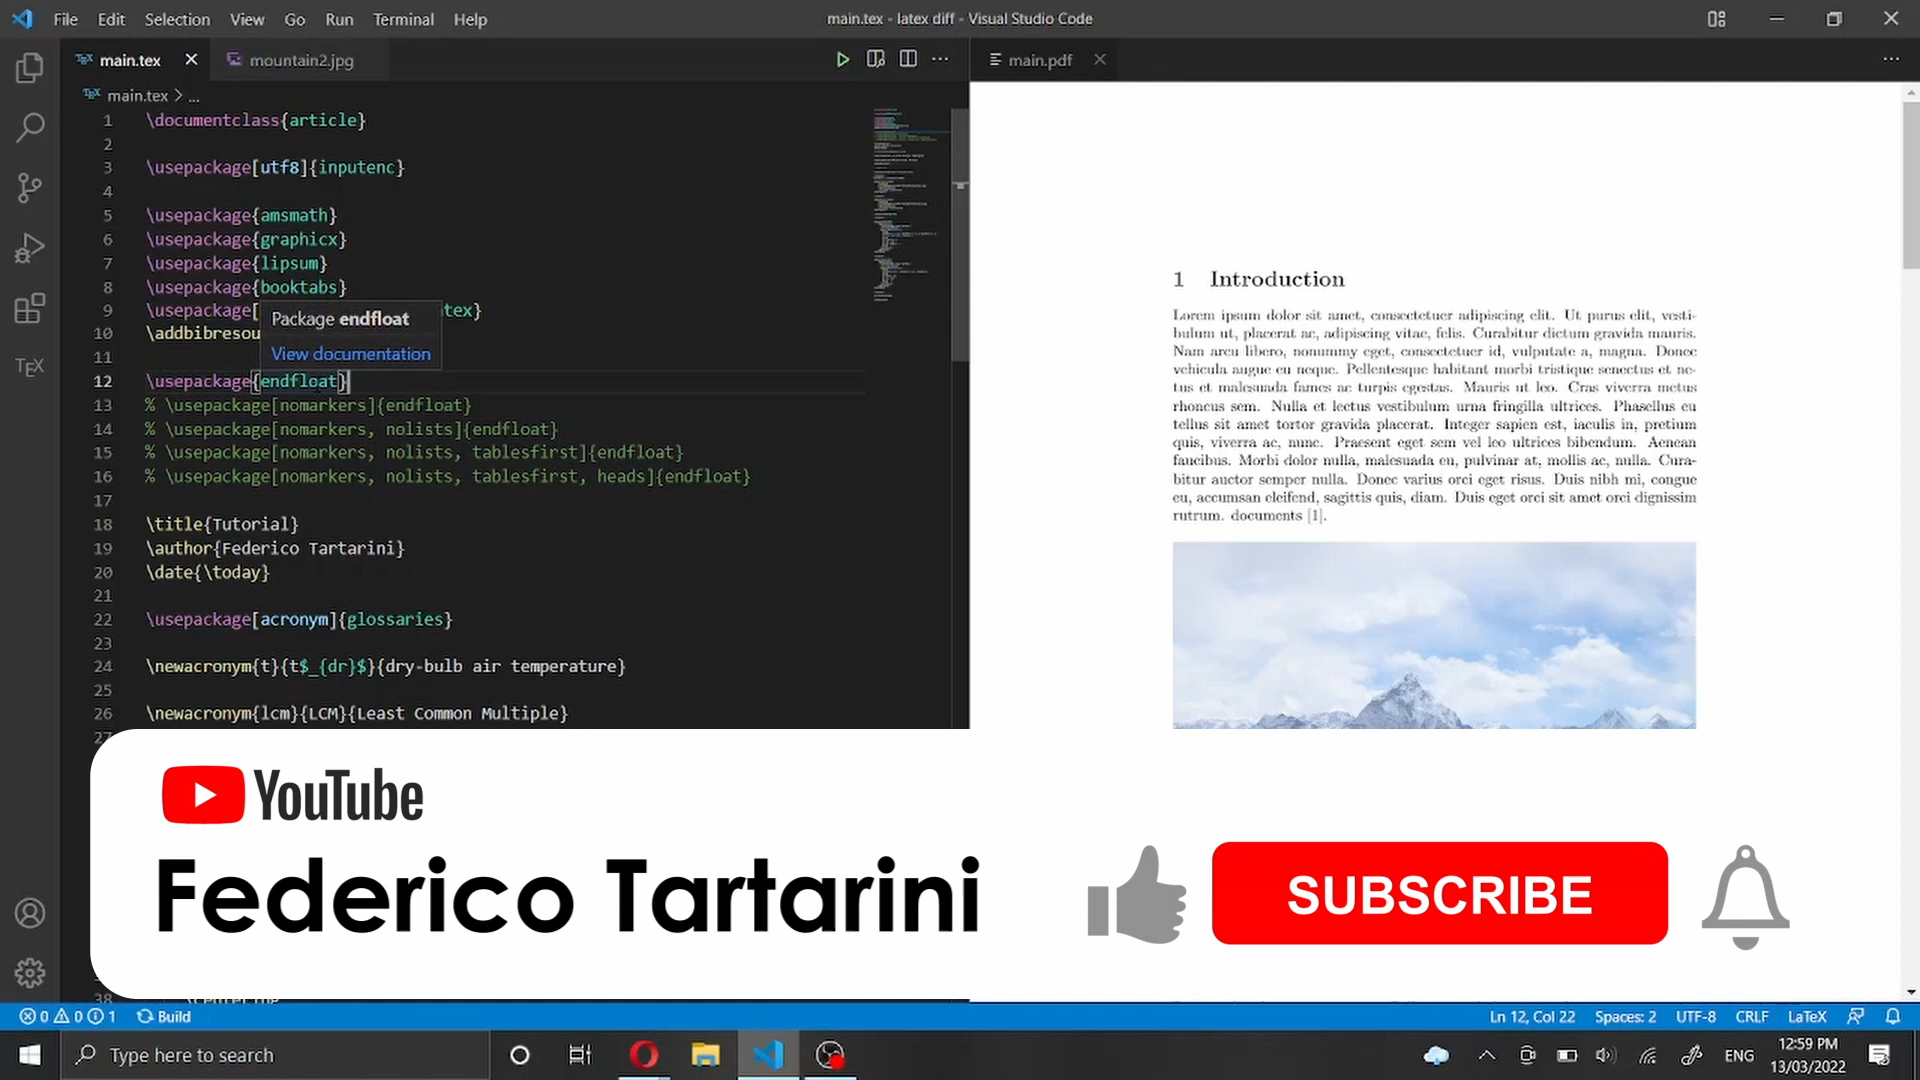 File Edit Selection View Go Run Terminal Help
main.tex - latex diff - Visual Studio Code
TEX main.tex
mountain2.jpg
main.pdf
TEX main.tex > ...
1 \documentclass{article}
2
3 \usepackage[utf8]{inputenc}
4
5 \usepackage{amsmath}
6 \usepackage{graphicx}
7 \usepackage{lipsum}
8 \usepackage{booktabs}
9 \usepackage[ tex}
10 \addbibresou
Package endfloat
View documentation
11
12 \usepackage{endfloat}
13 % \usepackage[nomarkers]{endfloat}
14 % \usepackage[nomarkers, nolists]{endfloat}
15 % \usepackage[nomarkers, nolists, tablesfirst]{endfloat}
16 % \usepackage[nomarkers, nolists, tablesfirst, heads]{endfloat}
17
18 \title{Tutorial}
19 \author{Federico Tartarini}
20 \date{\today}
21
22 \usepackage[acronym]{glossaries}
23
24 \newacronym{t}{t$_{dr}$}{dry-bulb air temperature}
25
26 \newacronym{lcm}{LCM}{Least Common Multiple}
27
TEX
1 Introduction
Lorem ipsum dolor sit amet, consectetuer adipiscing elit. Ut purus elit, vesti-
bulum ut, placerat ac, adipiscing vitae, felis. Curabitur dictum gravida mauris.
Nam arcu libero, nonummy eget, consectetuer id, vulputate a, magna. Donec
vehicula augue eu neque. Pellentesque habitant morbi tristique senectus et ne-
tus et malesuada fames ac turpis egestas. Mauris ut leo. Cras viverra metus
rhoncus sem. Nulla et lectus vestibulum urna fringilla ultrices. Phasellus eu
tellus sit amet tortor gravida placerat. Integer sapien est, iaculis in, pretium
quis, viverra ac, nunc. Praesent eget sem vel leo ultrices bibendum. Aenean
faucibus. Morbi dolor nulla, malesuada eu, pulvinar at, mollis ac, nulla. Cura-
bitur auctor semper nulla. Donec varius orci eget risus. Duis nibh mi, congue
eu, accumsan eleifend, sagittis quis, diam. Duis eget orci sit amet orci dignissim
rutrum. documents [1].
YouTube
Federico Tartarini
SUBSCRIBE
38 \centering
0 0 1 Build
Ln 12, Col 22 Spaces: 2 UTF-8 CRLF LaTeX
Type here to search
ENG
12:59 PM
13/03/2022